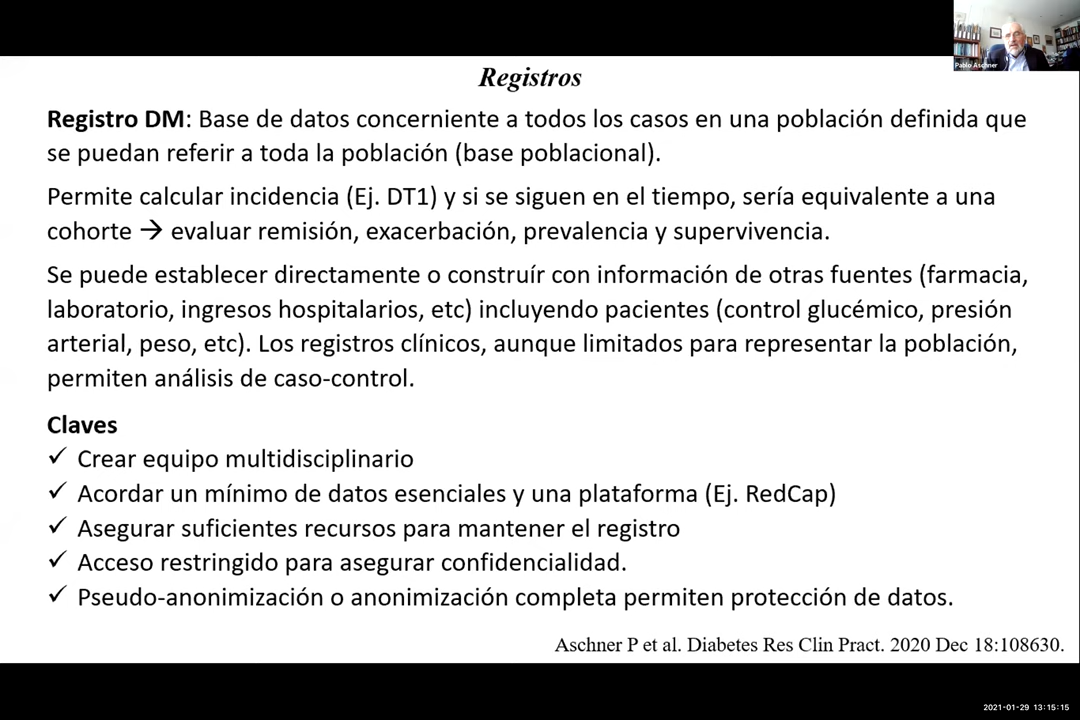 Pablo Aschner
Registros
Registro DM: Base de datos concerniente a todos los casos en una población definida que
se puedan referir a toda la población (base poblacional).
Permite calcular incidencia (Ej. DT1) y si se siguen en el tiempo, sería equivalente a una
cohorte → evaluar remisión, exacerbación, prevalencia y supervivencia.
Se puede establecer directamente o construír con información de otras fuentes (farmacia,
laboratorio, ingresos hospitalarios, etc) incluyendo pacientes (control glucémico, presión
arterial, peso, etc). Los registros clínicos, aunque limitados para representar la población,
permiten análisis de caso-control.
Claves
✓ Crear equipo multidisciplinario
✓ Acordar un mínimo de datos esenciales y una plataforma (Ej. RedCap)
✓ Asegurar suficientes recursos para mantener el registro
✓ Acceso restringido para asegurar confidencialidad.
✓ Pseudo-anonimización o anonimización completa permiten protección de datos.
Aschner P et al. Diabetes Res Clin Pract. 2020 Dec 18:108630.
2021-01-29 13:15:15